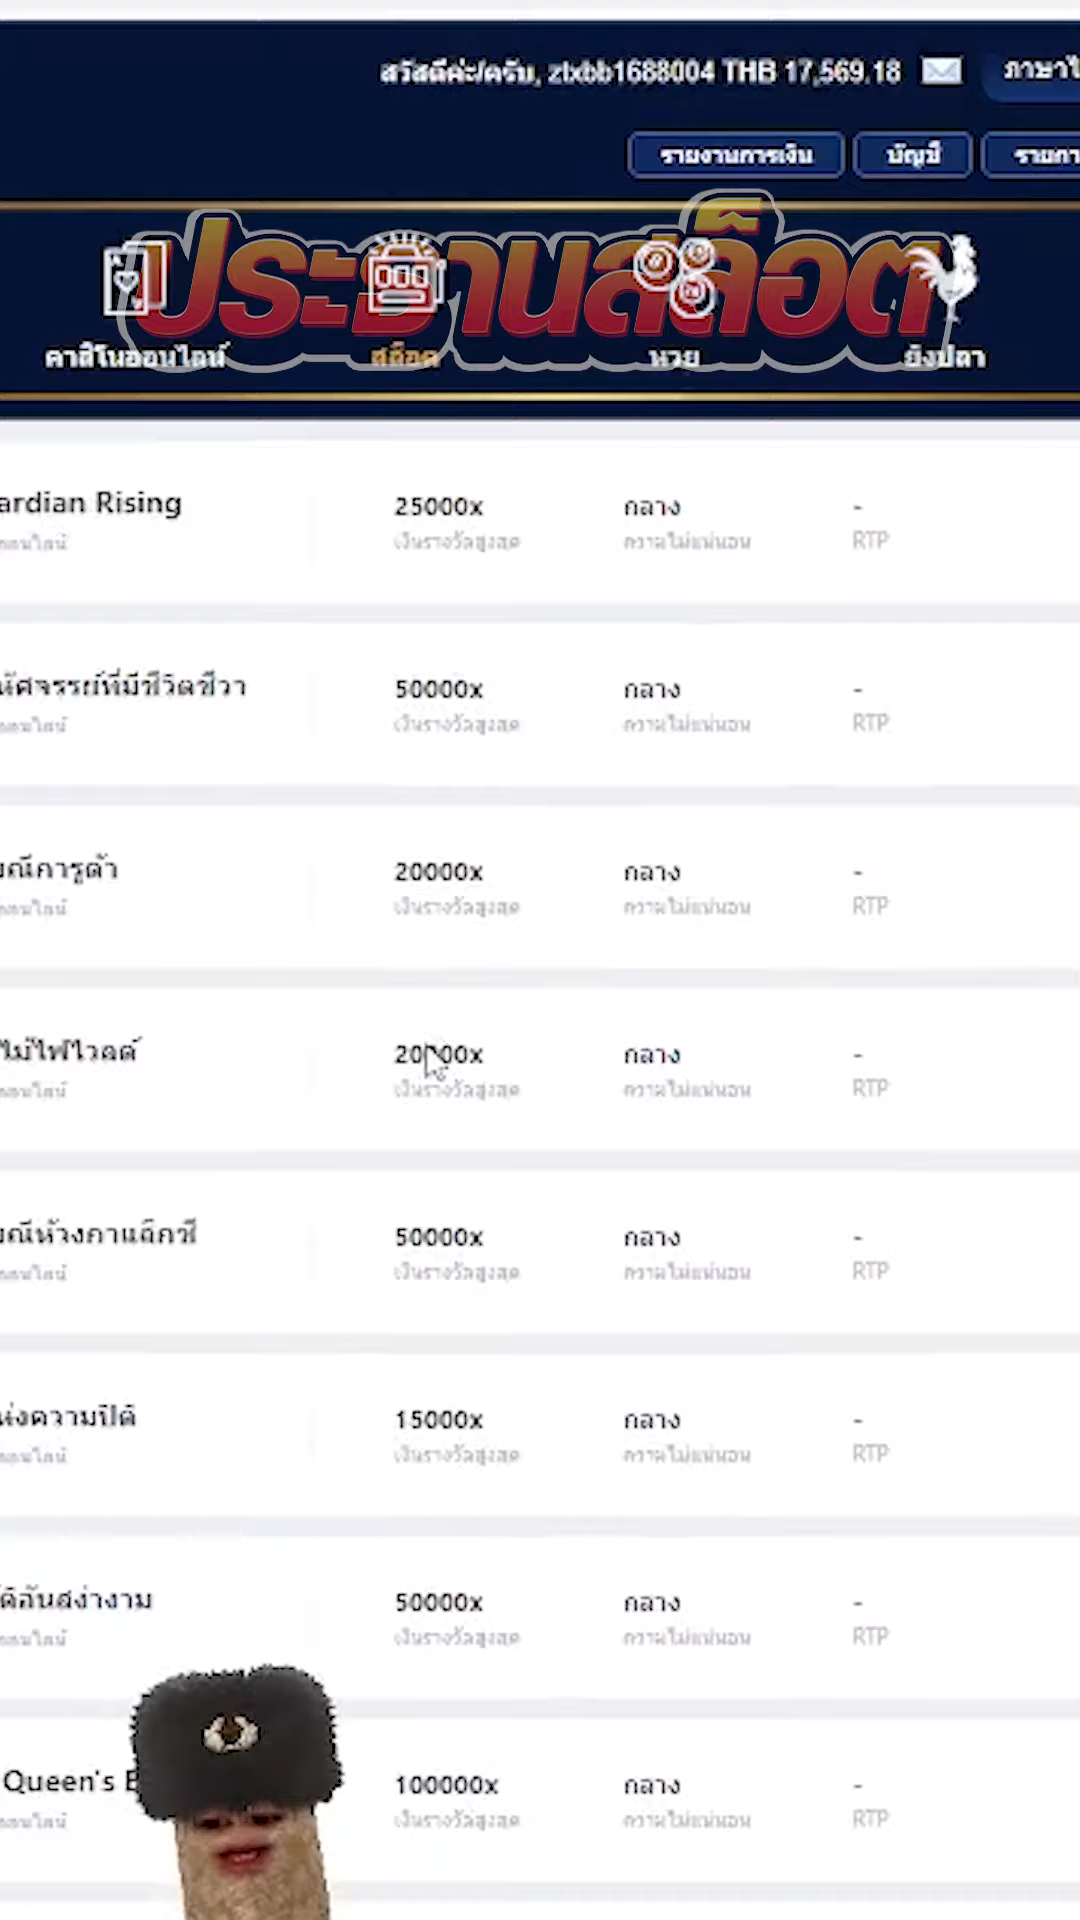 สวัสดีค่ะ/ครับ, zbxbb1688004 THB 17,569.18
รายงานการเงิน
บัญชี
ประธานสล็อต
คาสิโนออนไลน์
สล็อต
หวย
ยิงปลา
ardian Rising
25000x
กลาง
-
เงินรางวัลสูงสุด
ความไม่แน่นอน
RTP
50000x
กลาง
-
เงินรางวัลสูงสุด
ความไม่แน่นอน
RTP
20000x
กลาง
-
เงินรางวัลสูงสุด
ความไม่แน่นอน
RTP
กลาง
-
เงินรางวัลสูงสุด
ความไม่แน่นอน
RTP
50000x
กลาง
-
เงินรางวัลสูงสุด
ความไม่แน่นอน
RTP
15000x
กลาง
-
เงินรางวัลสูงสุด
ความไม่แน่นอน
RTP
50000x
กลาง
-
เงินรางวัลสูงสุด
ความไม่แน่นอน
RTP
Queen's
100000x
กลาง
-
เงินรางวัลสูงสุด
ความไม่แน่นอน
RTP